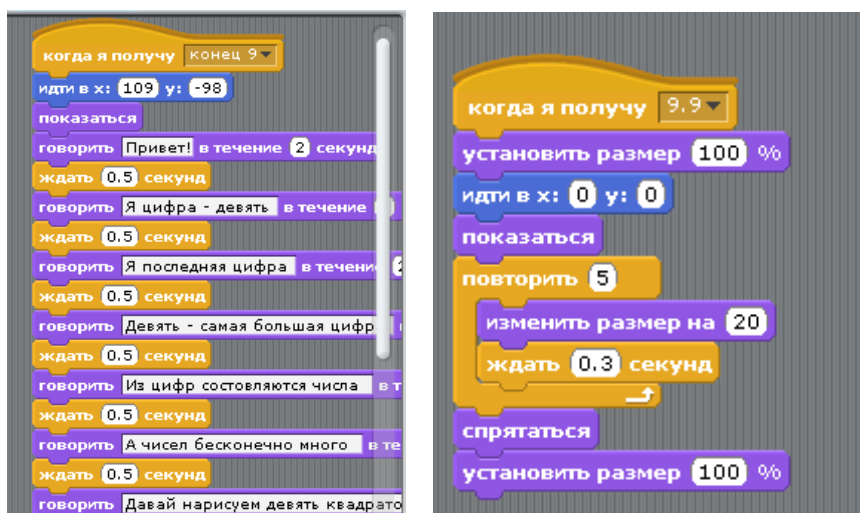 когда я получу конец 9
идти в x: 109 y: -98
показаться
говорить Привет! в течение 2 секунд
ждать 0.5 секунд
говорить Я цифра - девять в течение
ждать 0.5 секунд
говорить Я последняя цифра в течени 2
ждать 0.5 секунд
говорить Девять - самая большая цифр
ждать 0.5 секунд
говорить Из цифр состовляются числа в т
ждать 0.5 секунд
говорить А чисел бесконечно много в те
ждать 0.5 секунд
говорить Давай нарисуем девять квадрато
когда я получу 9.9
установить размер 100 %
идти в x: 0 y: 0
показаться
повторить 5
изменить размер на 20
ждать 0.3 секунд
спрятаться
установить размер 100 %